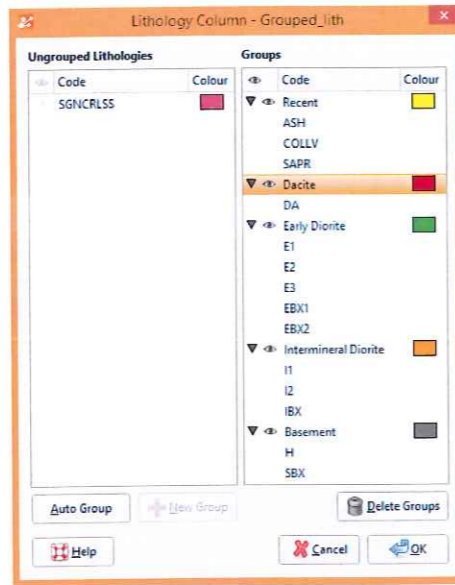 Lithology Column - Grouped_lith
x
Ungrouped Lithologies
Code Colour
SGNCRLSS
Groups
Code Colour
Recent
ASH
COLLV
SAPR
Dacite
DA
Early Diorite
E1
E2
E3
EBX1
EBX2
Intermineral Diorite
I1
I2
IBX
Basement
H
SBX
Auto Group
New Group
Delete Groups
Help
Cancel
OK